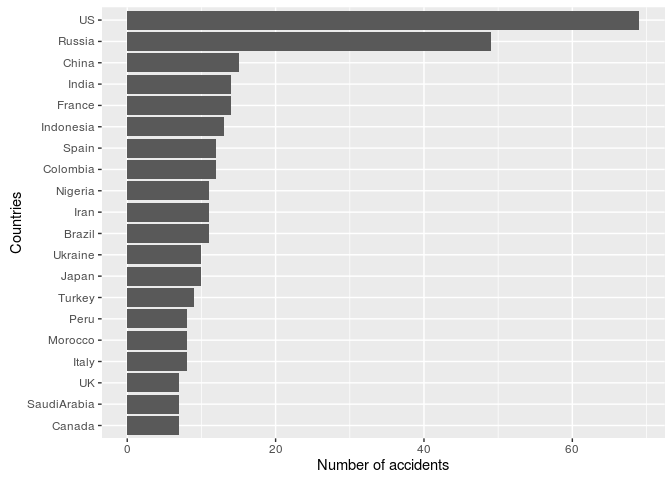 US
Russia
China
India
France
Indonesia
Spain
Colombia
Nigeria
Iran
Brazil
Ukraine
Japan
Turkey
Peru
Morocco
Italy
UK
SaudiArabia
Canada
Countries
0 20 40 60
Number of accidents